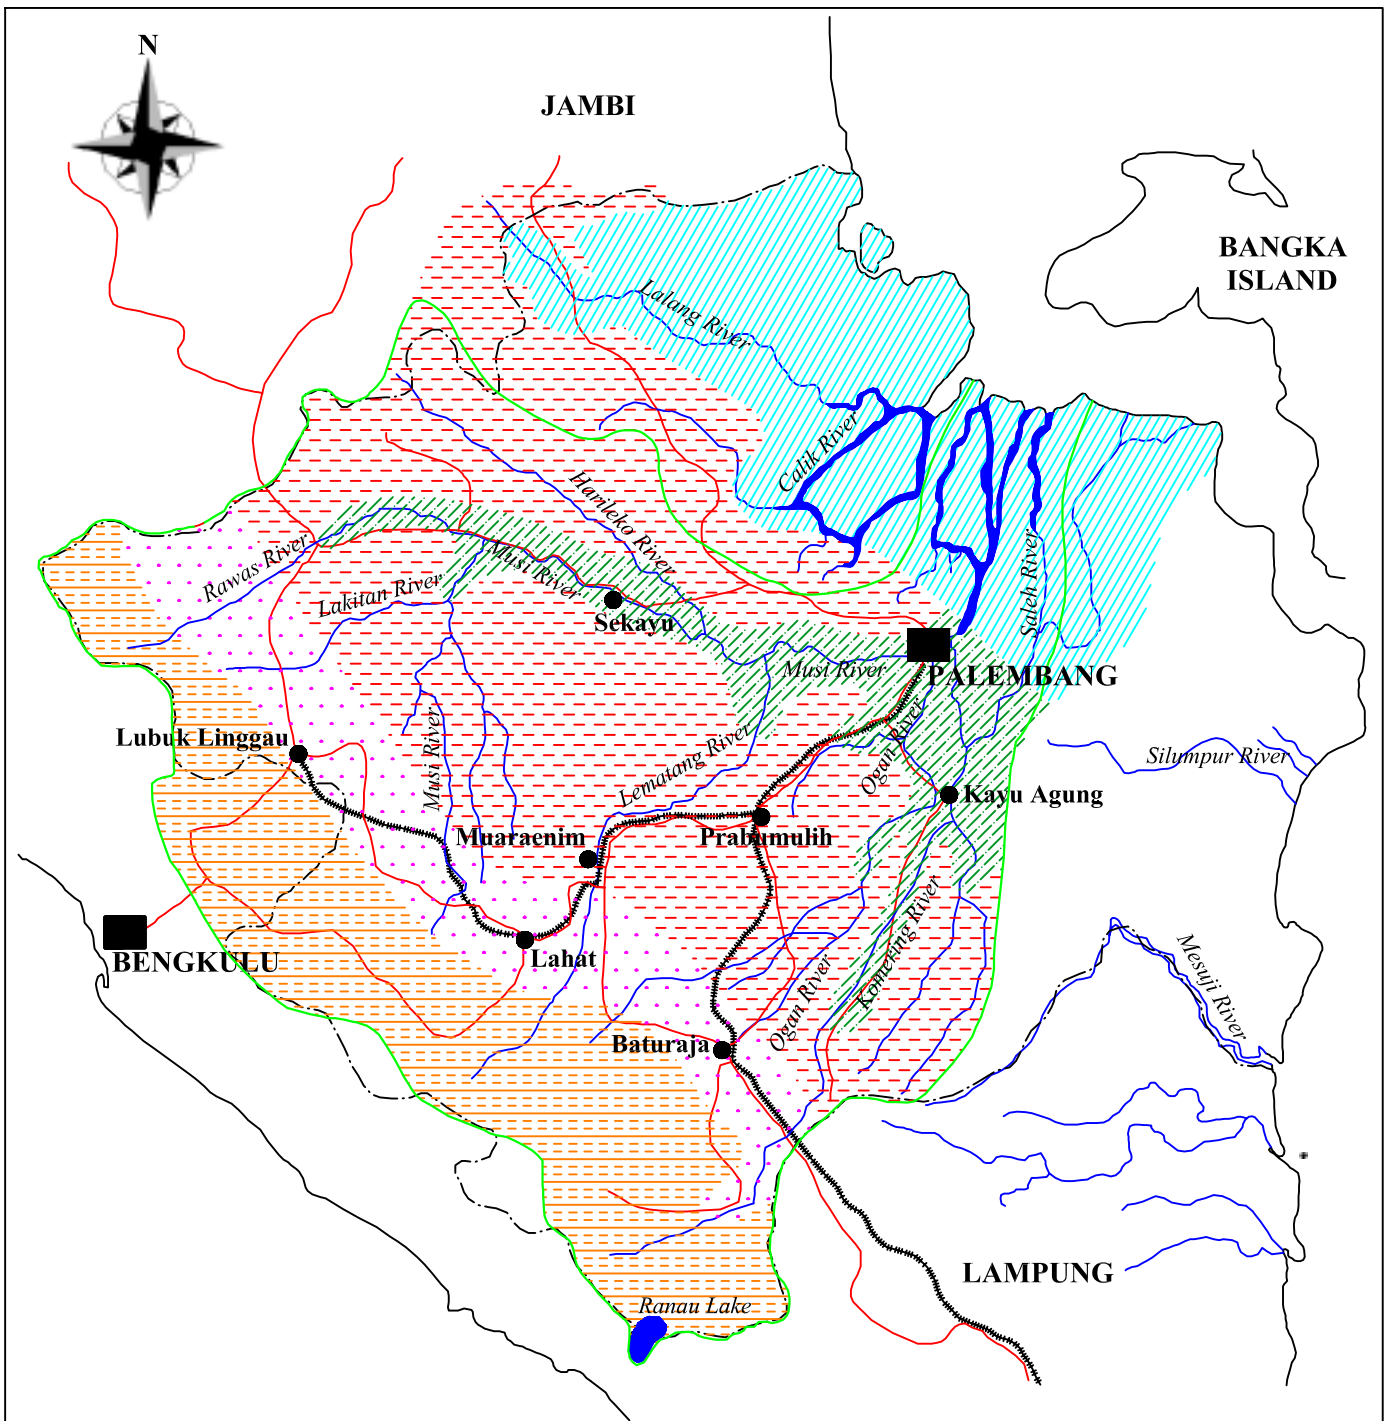 N
JAMBI
BANGKA
ISLAND
Lalang River
Calik River
Harileko River
Rawas River
Musi River
Lakitan River
Saleh River
Sekayu
Musi River
PALEMBANG
Lubuk Linggau
Musi River
Lematang River
Ogan River
Silumpur River
Kayu Agung
Muaraenim
Prabumulih
BENGKULU
Lahat
Komering River
Mesuji River
Ogan River
Baturaja
LAMPUNG
Ranau Lake